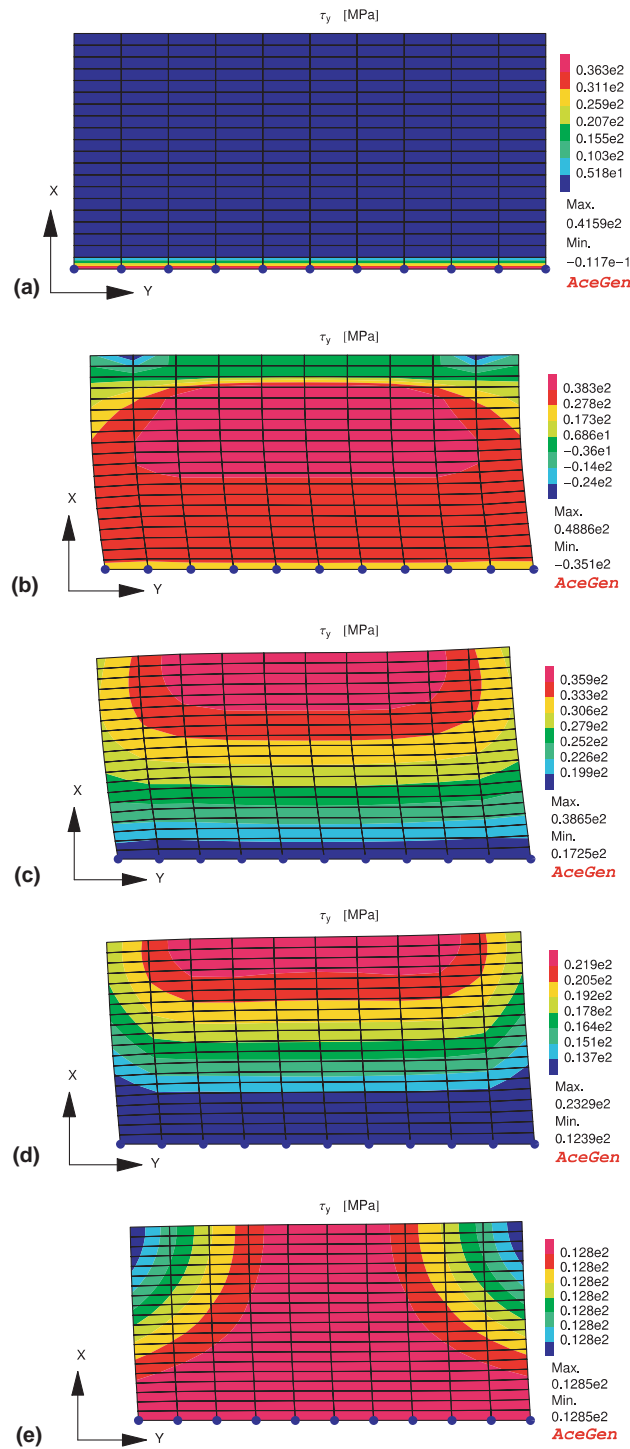 τy [MPa]
X
Y
0.363e2
0.311e2
0.259e2
0.207e2
0.155e2
0.103e2
0.518e1
Max.
0.4159e2
Min.
−0.117e−1
AceGen
(a)
τy [MPa]
X
Y
0.383e2
0.278e2
0.173e2
0.686e1
−0.36e1
−0.14e2
−0.24e2
Max.
0.4886e2
Min.
−0.351e2
AceGen
(b)
τy [MPa]
X
Y
0.359e2
0.333e2
0.306e2
0.279e2
0.252e2
0.226e2
0.199e2
Max.
0.3865e2
Min.
0.1725e2
AceGen
(c)
τy [MPa]
X
Y
0.219e2
0.205e2
0.192e2
0.178e2
0.164e2
0.151e2
0.137e2
Max.
0.2329e2
Min.
0.1239e2
AceGen
(d)
τy [MPa]
X
Y
0.128e2
0.128e2
0.128e2
0.128e2
0.128e2
0.128e2
0.128e2
Max.
0.1285e2
Min.
0.1285e2
AceGen
(e)